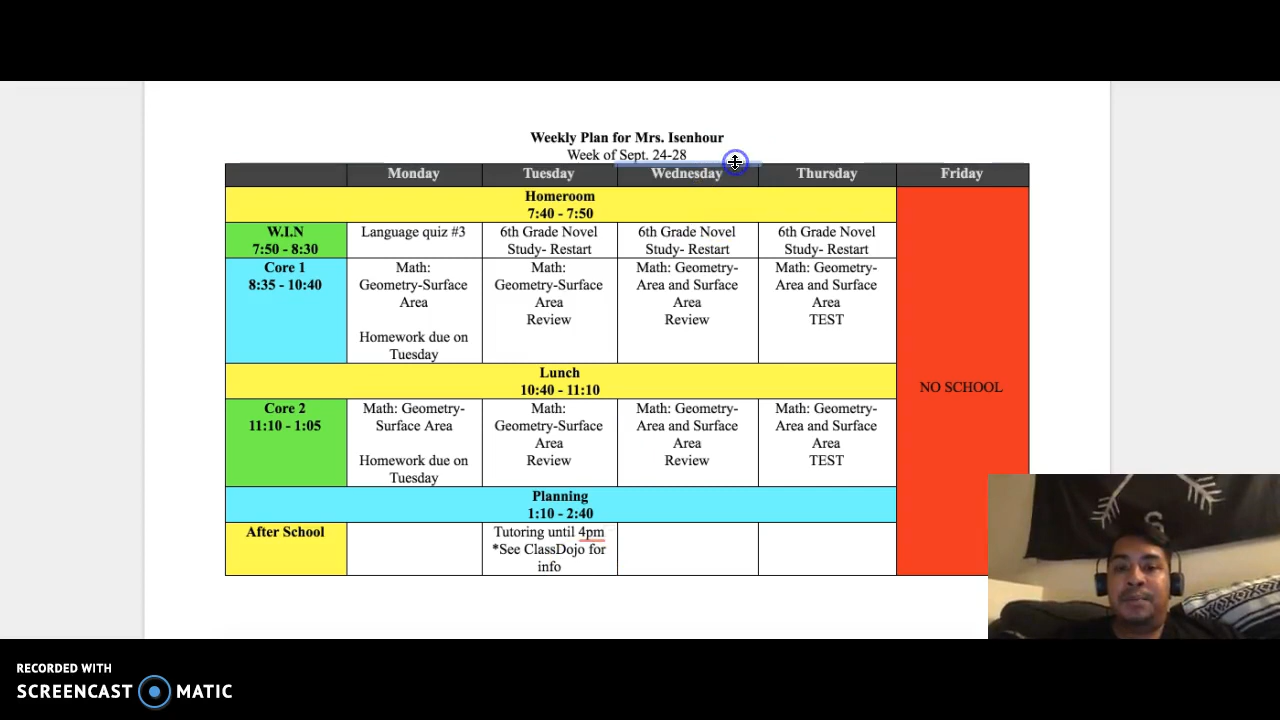 Weekly Plan for Mrs. Isenhour
Week of Sept. 24-28
Monday Tuesday Wednesday Thursday Friday
Homeroom
7:40 - 7:50
W.I.N
7:50 - 8:30
Language quiz #3
6th Grade Novel
Study- Restart
6th Grade Novel
Study- Restart
6th Grade Novel
Study- Restart
Core 1
8:35 - 10:40
Math:
Geometry-Surface
Area
Homework due on
Tuesday
Math:
Geometry-Surface
Area
Review
Math: Geometry-
Area and Surface
Area
Review
Math: Geometry-
Area and Surface
Area
TEST
Lunch
10:40 - 11:10
NO SCHOOL
Core 2
11:10 - 1:05
Math: Geometry-
Surface Area
Homework due on
Tuesday
Math:
Geometry-Surface
Area
Review
Math: Geometry-
Area and Surface
Area
Review
Math: Geometry-
Area and Surface
Area
TEST
Planning
1:10 - 2:40
After School
Tutoring until 4pm
*See ClassDojo for
info
S
RECORDED WITH
SCREENCAST MATIC